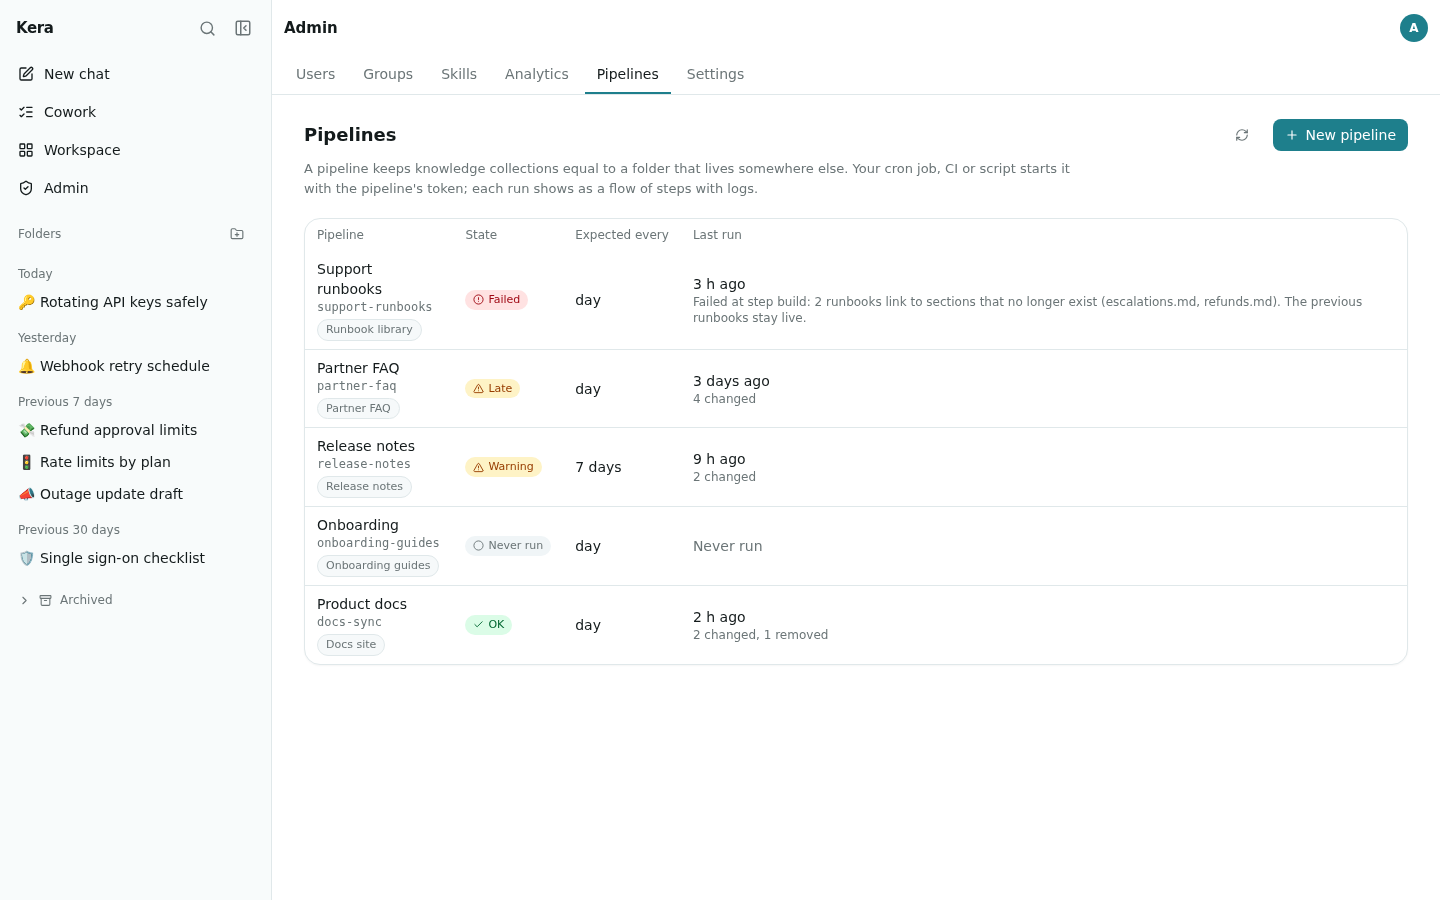 Kera
New chat
Cowork
Workspace
Admin
Folders
Today
🔑 Rotating API keys safely
Yesterday
🔔 Webhook retry schedule
Previous 7 days
💸 Refund approval limits
🚦 Rate limits by plan
📣 Outage update draft
Previous 30 days
🛡️ Single sign-on checklist
Archived
Admin
A
Users Groups Skills Analytics Pipelines Settings
Pipelines
New pipeline
A pipeline keeps knowledge collections equal to a folder that lives somewhere else. Your cron job, CI or script starts it
with the pipeline's token; each run shows as a flow of steps with logs.
Pipeline State Expected every Last run
Support
runbooks
support-runbooks
Runbook library
Failed
day
3 h ago
Failed at step build: 2 runbooks link to sections that no longer exist (escalations.md, refunds.md). The previous
runbooks stay live.
Partner FAQ
partner-faq
Partner FAQ
Late
day
3 days ago
4 changed
Release notes
release-notes
Release notes
Warning
7 days
9 h ago
2 changed
Onboarding
onboarding-guides
Onboarding guides
Never run
day
Never run
Product docs
docs-sync
Docs site
OK
day
2 h ago
2 changed, 1 removed